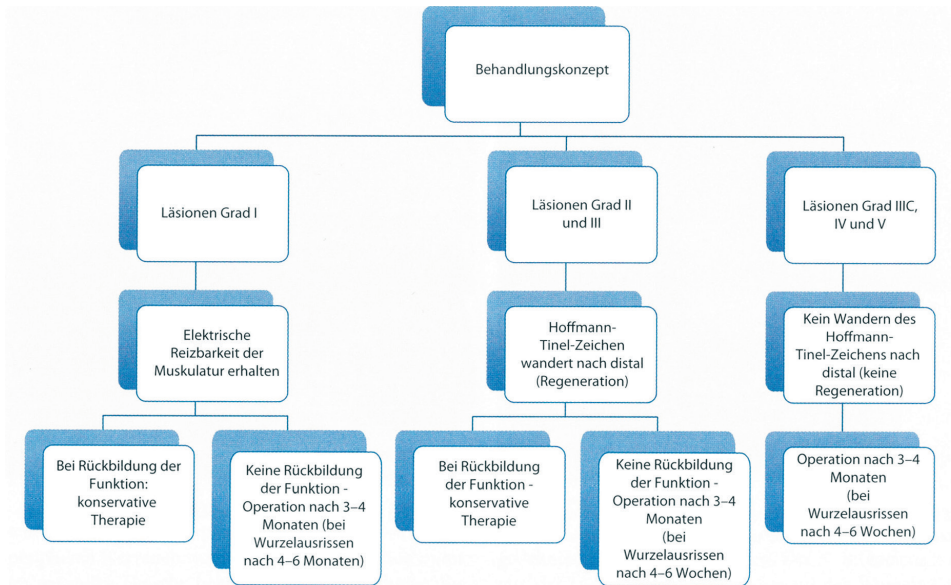 Behandlungskonzept
Läsionen Grad I
Läsionen Grad II
und III
Läsionen Grad IIIC,
IV und V
Elektrische
Reizbarkeit der
Muskulatur erhalten
Hoffmann-
Tinel-Zeichen
wandert nach distal
(Regeneration)
Kein Wandern des
Hoffmann-
Tinel-Zeichens nach
distal (keine
Regeneration)
Bei Rückbildung der
Funktion:
konservative
Therapie
Keine Rückbildung
der Funktion -
Operation nach 3–4
Monaten (bei
Wurzelausrissen
nach 4–6 Monaten)
Bei Rückbildung
der Funktion -
konservative
Therapie
Keine Rückbildung
der Funktion -
Operation nach 3–4
Monaten
(bei
Wurzelausrissen
nach 4–6 Wochen)
Operation nach 3–4
Monaten
(bei
Wurzelausrissen
nach 4–6 Wochen)